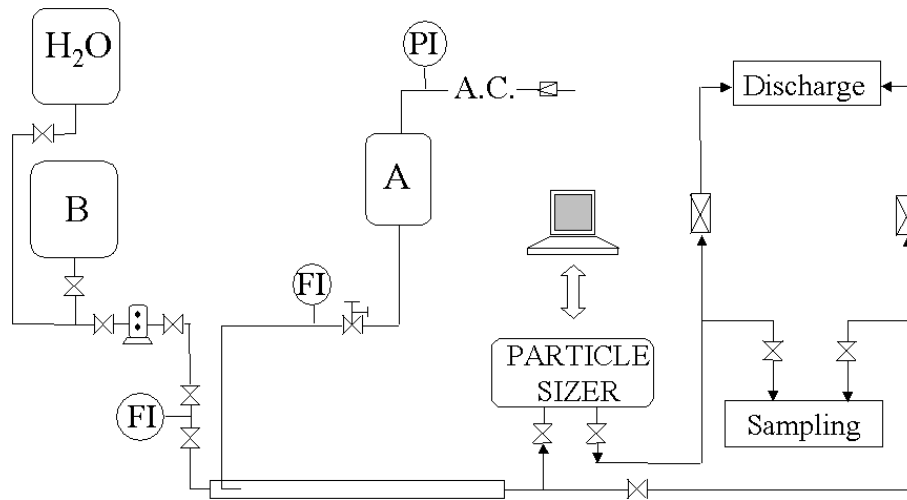 H₂O
PI
A.C.
Discharge
A
B
FI
PARTICLE
SIZER
FI
Sampling